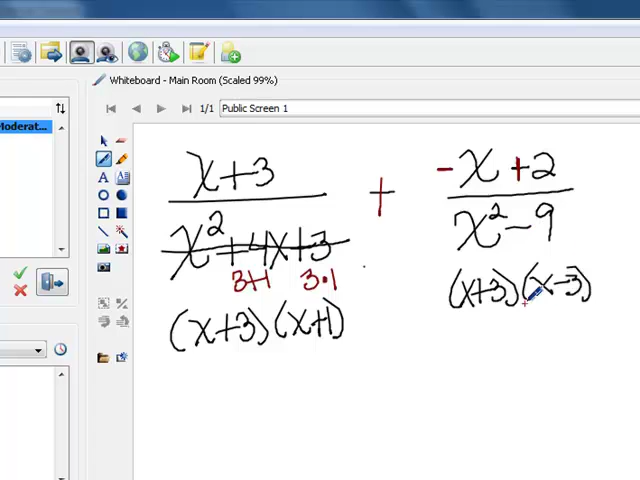 Whiteboard - Main Room (Scaled 99%)
1/1 Public Screen 1
Moderat...
x+3 + -x+2
x²+4x+3 x²-9
3+1 3·1
(x+3)(x+1) (x+3)(x-3)
A